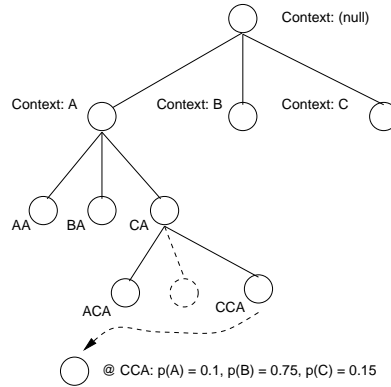 Context: (null)
Context: A
Context: B
Context: C
AA
BA
CA
ACA
CCA
@ CCA: p(A) = 0.1, p(B) = 0.75, p(C) = 0.15